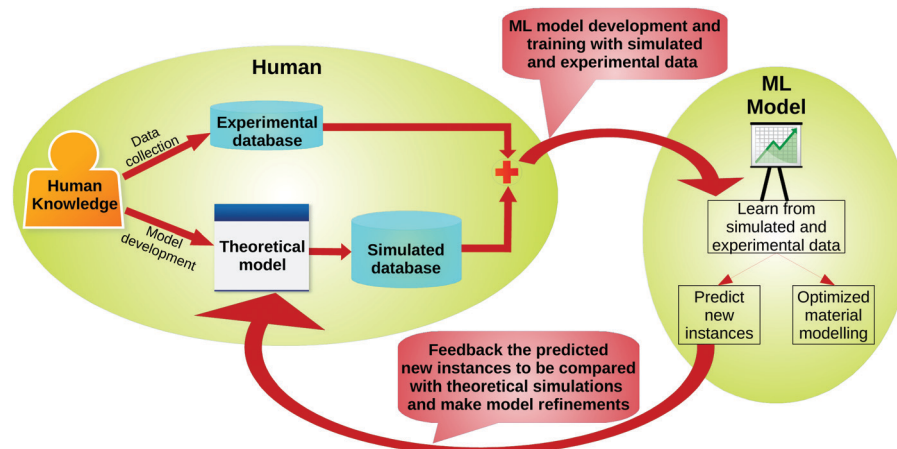 ML model development and
training with simulated
and experimental data
Human
ML
Model
Experimental
database
Data
collection
Human
Knowledge
Model
development
Theoretical
model
Simulated
database
Learn from
simulated and
experimental data
Predict
new
instances
Optimized
material
modelling
Feedback the predicted
new instances to be compared
with theoretical simulations
and make model refinements